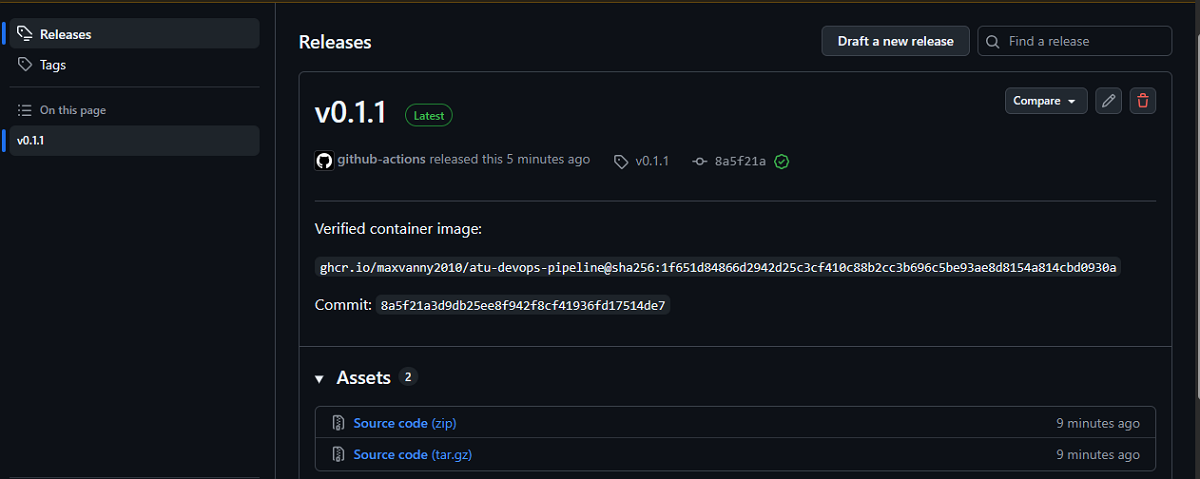 Releases
Tags
On this page
v0.1.1
Releases
Draft a new release
Find a release
v0.1.1 Latest
Compare
github-actions released this 5 minutes ago v0.1.1 8a5f21a
Verified container image:
ghcr.io/maxvanny2010/atu-devops-pipeline@sha256:1f651d84866d2942d25c3cf410c88b2cc3b696c5be93ae8d8154a814cbd0930a
Commit: 8a5f21a3d9db25ee8f942f8cf41936fd17514de7
Assets 2
Source code (zip) 9 minutes ago
Source code (tar.gz) 9 minutes ago